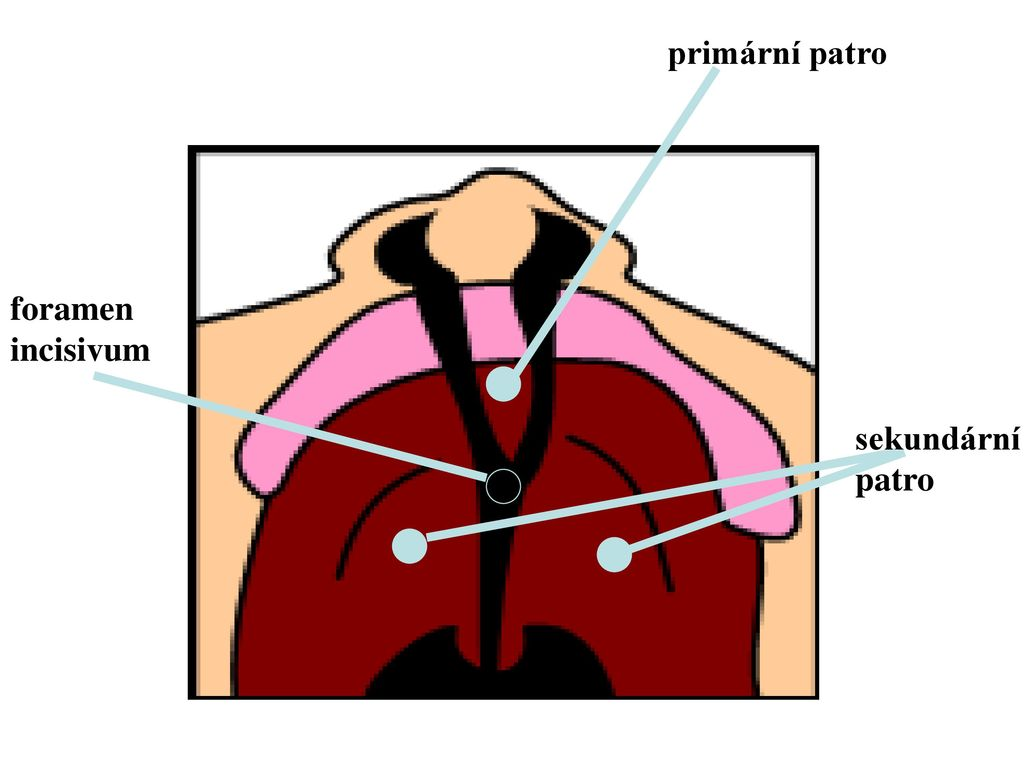 primární patro
foramen
incisivum
sekundární
patro